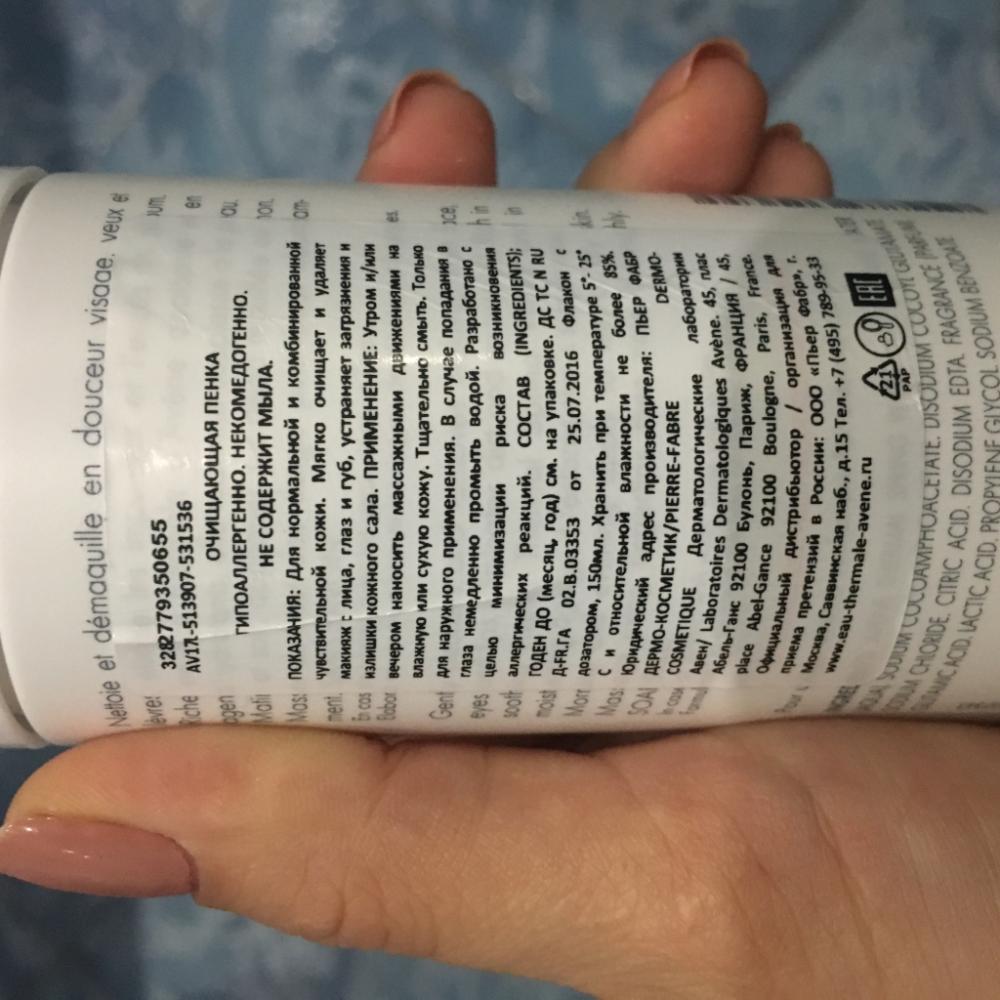 Nettoie et démaquille en douceur visage, yeux et
3282779350655
AV17л-513907-531536
ОЧИЩАЮЩАЯ ПЕНКА
ГИПОАЛЛЕРГЕННО. НЕКОМЕДОГЕННО.
НЕ СОДЕРЖИТ МЫЛА.
ПОКАЗАНИЯ: Для нормальной и комбинированной
чувствительной кожи. Мягко очищает и удаляет
макияж с лица, глаз и губ, устраняет загрязнения и
излишки кожного сала. ПРИМЕНЕНИЕ: Утром и/или
вечером наносить массажными движениями на
влажную или сухую кожу. Тщательно смыть. Только
для наружного применения. В случае попадания в
глаза немедленно промыть водой. Разработано с
целью минимизации риска возникновения
аллергических реакций. СОСТАВ (INGREDIENTS);
ГОДЕН ДО (месяц, год) см. на упаковке. ДС ТС N RU
Д-FR.ГА 02.В.03353 от 25.07.2016 Флакон с
дозатором, 150мл. Хранить при температуре 5°- 25°
С и относительной влажности не более 85%.
Юридический адрес производителя: ПЬЕР ФАБР
ДЕРМО-КОСМЕТИК/PIERRE-FABRE DERMO-
COSMETIQUE Дерматологические лаборатории
Авен/ Laboratoires Dermatologiques Avène. 45, плас
Абель-Ганс 92100 Булонь, Париж, ФРАНЦИЯ / 45,
place Abel-Gance 92100 Boulogne, Paris, France.
Официальный дистрибьютор / организация для
приема претензий в России: ООО «Пьер Фабр», г.
Москва, Саввинская наб., д.15 Тел. +7 (495) 789-95-33
www.eau-thermale-avene.ru
21
PAP
EAC
SODIUM COCOAMPHOACETATE. DISODIUM COCOYL GLUTAMATE
CHLORIDE. CITRIC ACID. DISODIUM EDTA. FRAGRANCE
ACID. LACTIC ACID. PROPYLENE GLYCOL. SODIUM BENZOATE